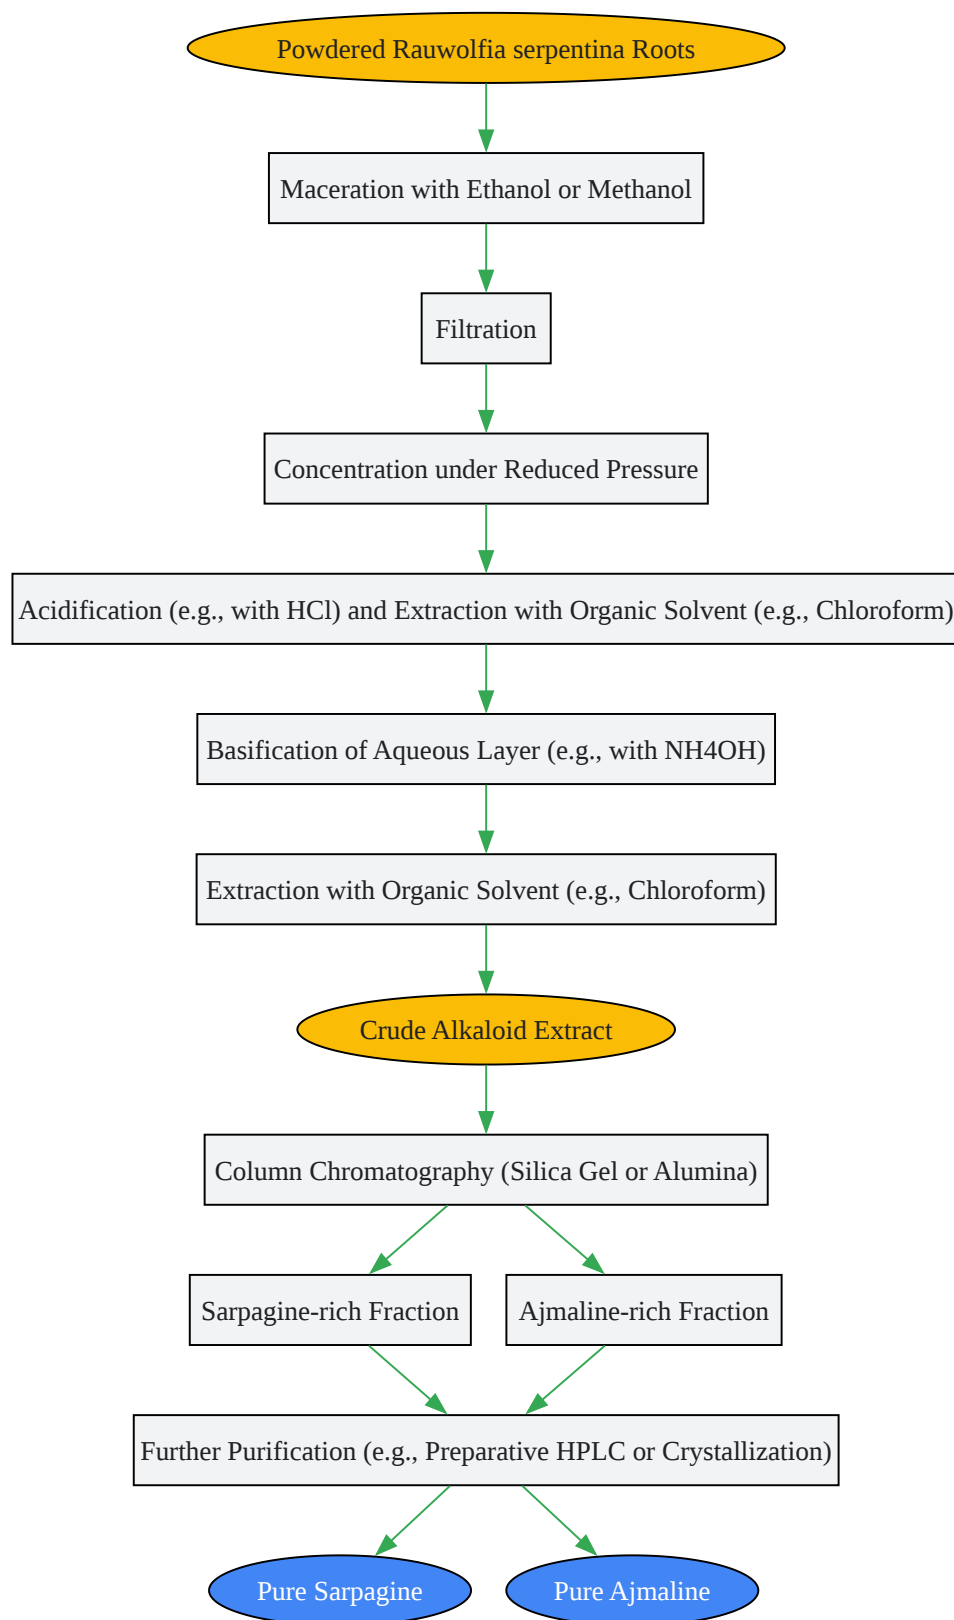 Powdered Rauwolfia serpentina Roots
Maceration with Ethanol or Methanol
Filtration
Concentration under Reduced Pressure
Acidification (e.g., with HCl) and Extraction with Organic Solvent (e.g., Chloroform)
Basification of Aqueous Layer (e.g., with NH4OH)
Extraction with Organic Solvent (e.g., Chloroform)
Crude Alkaloid Extract
Column Chromatography (Silica Gel or Alumina)
Sarpagine-rich Fraction
Ajmaline-rich Fraction
Further Purification (e.g., Preparative HPLC or Crystallization)
Pure Sarpagine
Pure Ajmaline